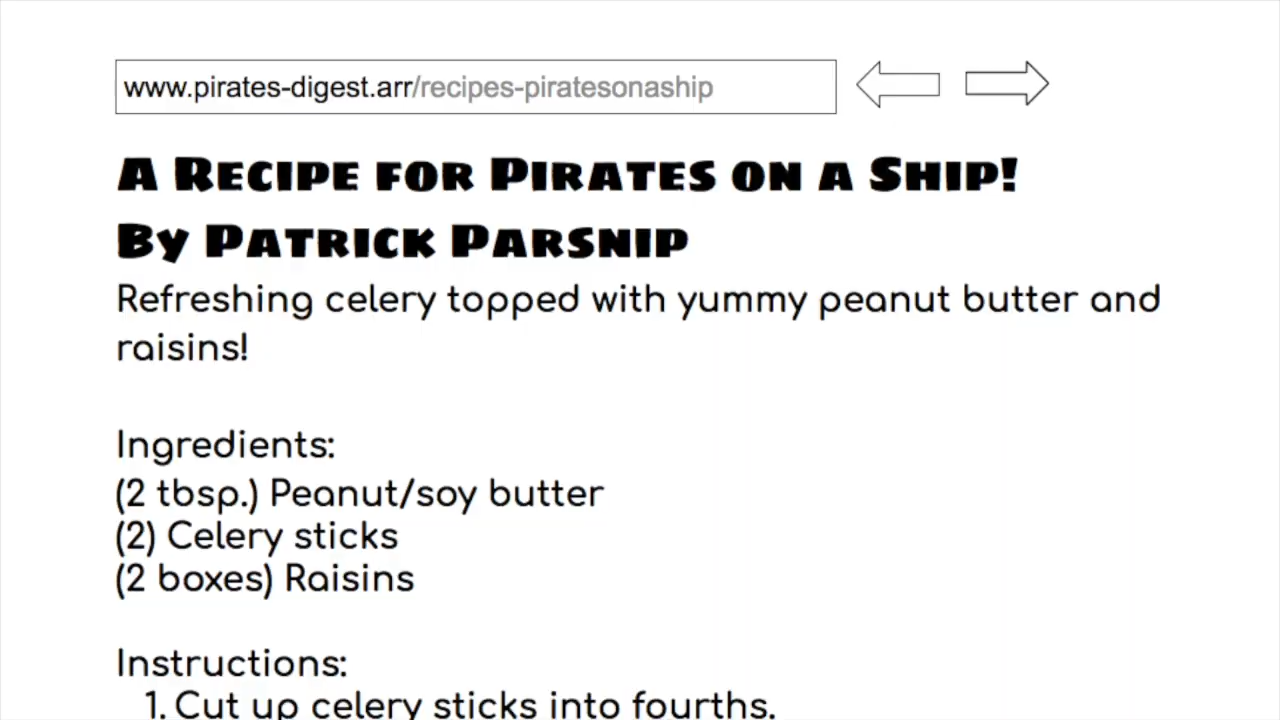 www.pirates-digest.arr/recipes-piratesonaship
A Recipe for Pirates on a Ship!
By Patrick Parsnip
Refreshing celery topped with yummy peanut butter and
raisins!
Ingredients:
(2 tbsp.) Peanut/soy butter
(2) Celery sticks
(2 boxes) Raisins
Instructions:
1. Cut up celery sticks into fourths.